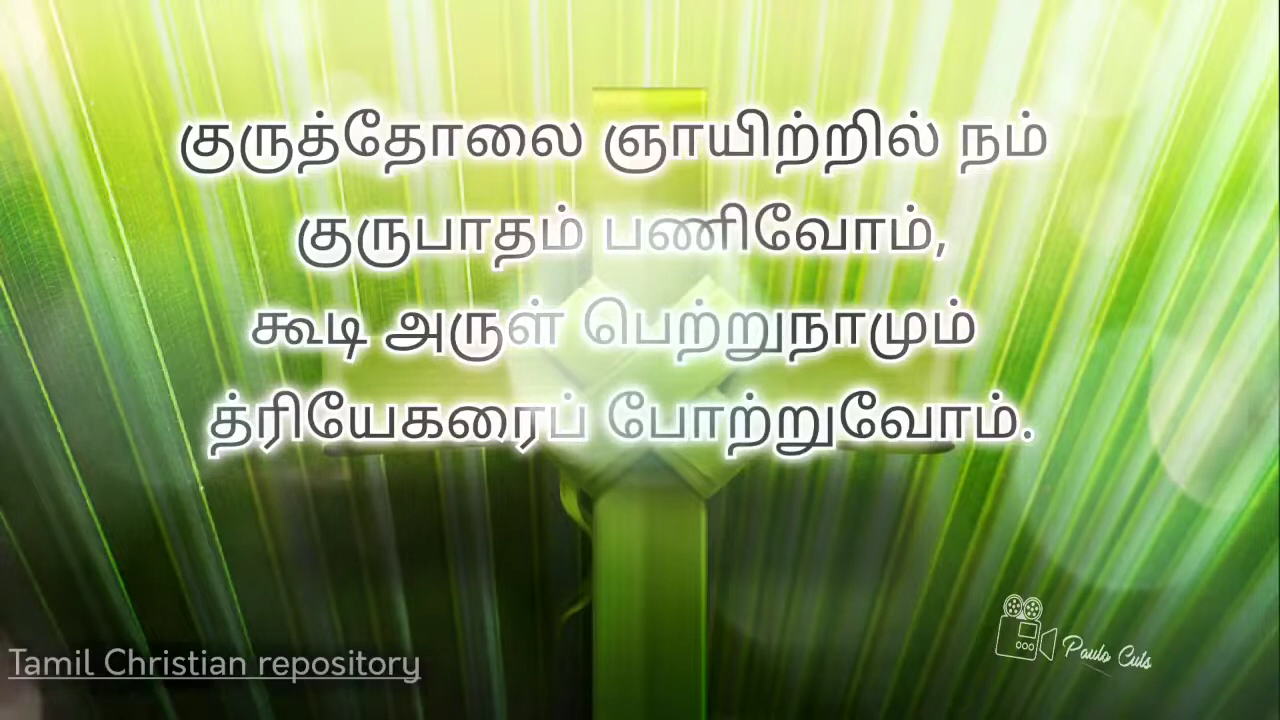 குருத்தோலை ஞாயிற்றில் நம்
குருபாதம் பணிவோம்,
கூடி அருள் பெற்றுநாமும்
த்ரியேகரைப் போற்றுவோம்.
Tamil Christian repository
Paulo Cuts